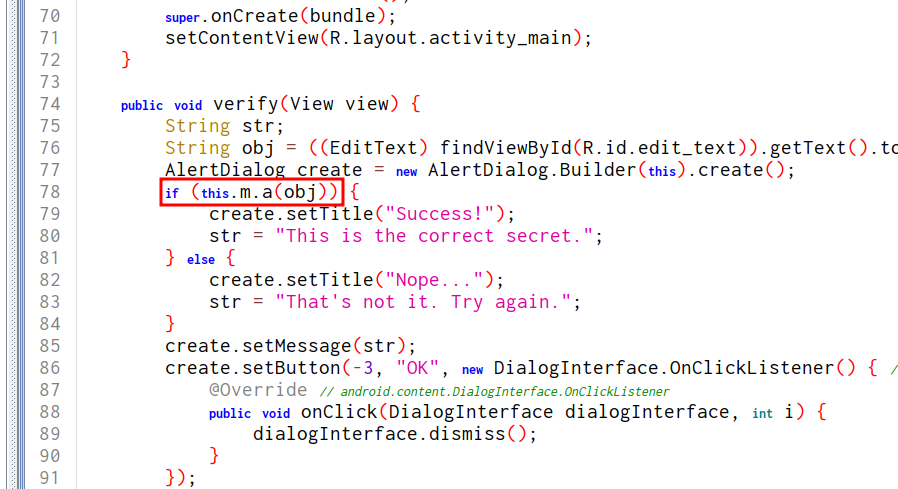 70 super.onCreate(bundle);
71 setContentView(R.layout.activity_main);
72 }
73
74 public void verify(View view) {
75 String str;
76 String obj = ((EditText) findViewById(R.id.edit_text)).getText().to
77 AlertDialog create = new AlertDialog.Builder(this).create();
78 if (this.m.a(obj)) {
79 create.setTitle("Success!");
80 str = "This is the correct secret.";
81 } else {
82 create.setTitle("Nope...");
83 str = "That's not it. Try again.";
84 }
85 create.setMessage(str);
86 create.setButton(-3, "OK", new DialogInterface.OnClickListener() { /
87 @Override // android.content.DialogInterface.OnClickListener
88 public void onClick(DialogInterface dialogInterface, int i) {
89 dialogInterface.dismiss();
90 }
91 });